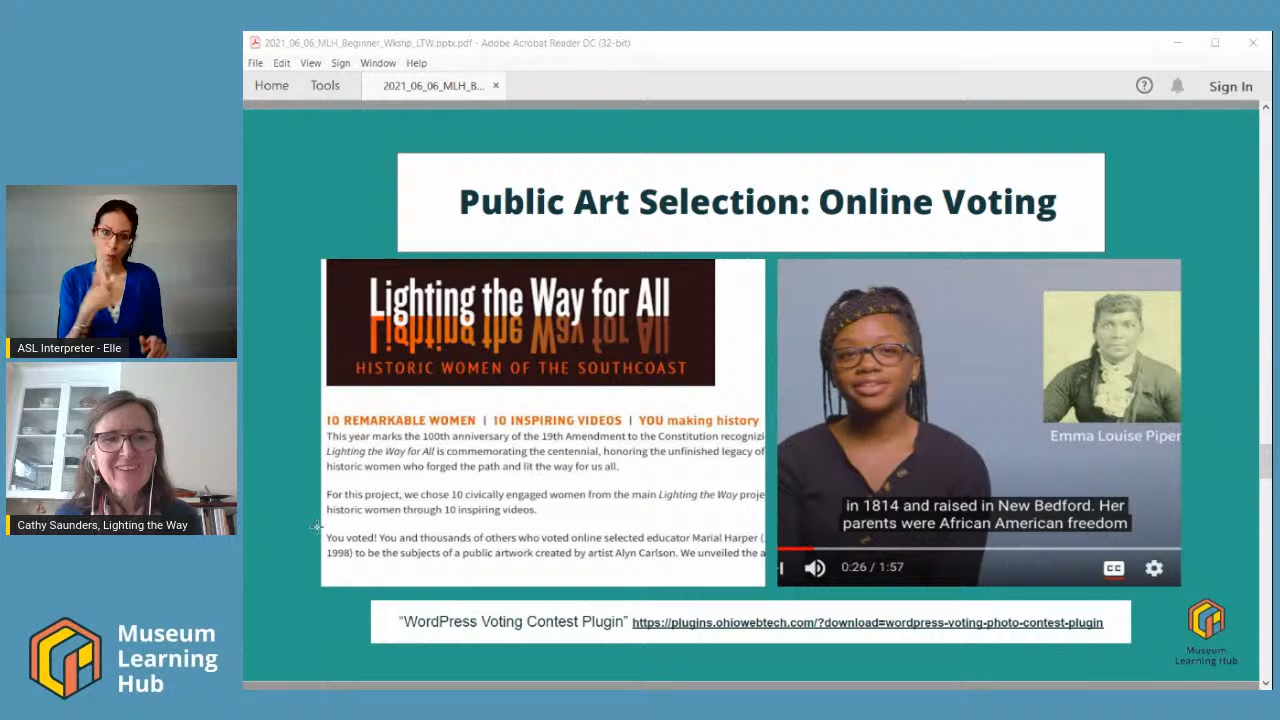 2021_06_06_MLH_Beginner_Wkshp_LTW.pptx.pdf - Adobe Acrobat Reader DC (32-bit)
File Edit View Sign Window Help
Home Tools 2021_06_06_MLH_B... × Sign In
Public Art Selection: Online Voting
Lighting the Way for All
HISTORIC WOMEN OF THE SOUTHCOAST
10 REMARKABLE WOMEN | 10 INSPIRING VIDEOS | YOU making history
This year marks the 100th anniversary of the 19th Amendment to the Constitution recognizi
Lighting the Way for All is commemorating the centennial, honoring the unfinished legacy of
historic women who forged the path and lit the way for us all.
For this project, we chose 10 civically engaged women from the main Lighting the Way proje
historic women through 10 inspiring videos.
You voted! You and thousands of others who voted online selected educator Marial Harper (
1998) to be the subjects of a public artwork created by artist Alyn Carlson. We unveiled the a
Emma Louise Piper
in 1814 and raised in New Bedford. Her
parents were African American freedom
0:26 / 1:57
CC
"WordPress Voting Contest Plugin" https://plugins.ohiowebtech.com/?download=wordpress-voting-photo-contest-plugin
Museum
Learning Hub
ASL Interpreter - Elle
Cathy Saunders, Lighting the Way
Museum
Learning
Hub